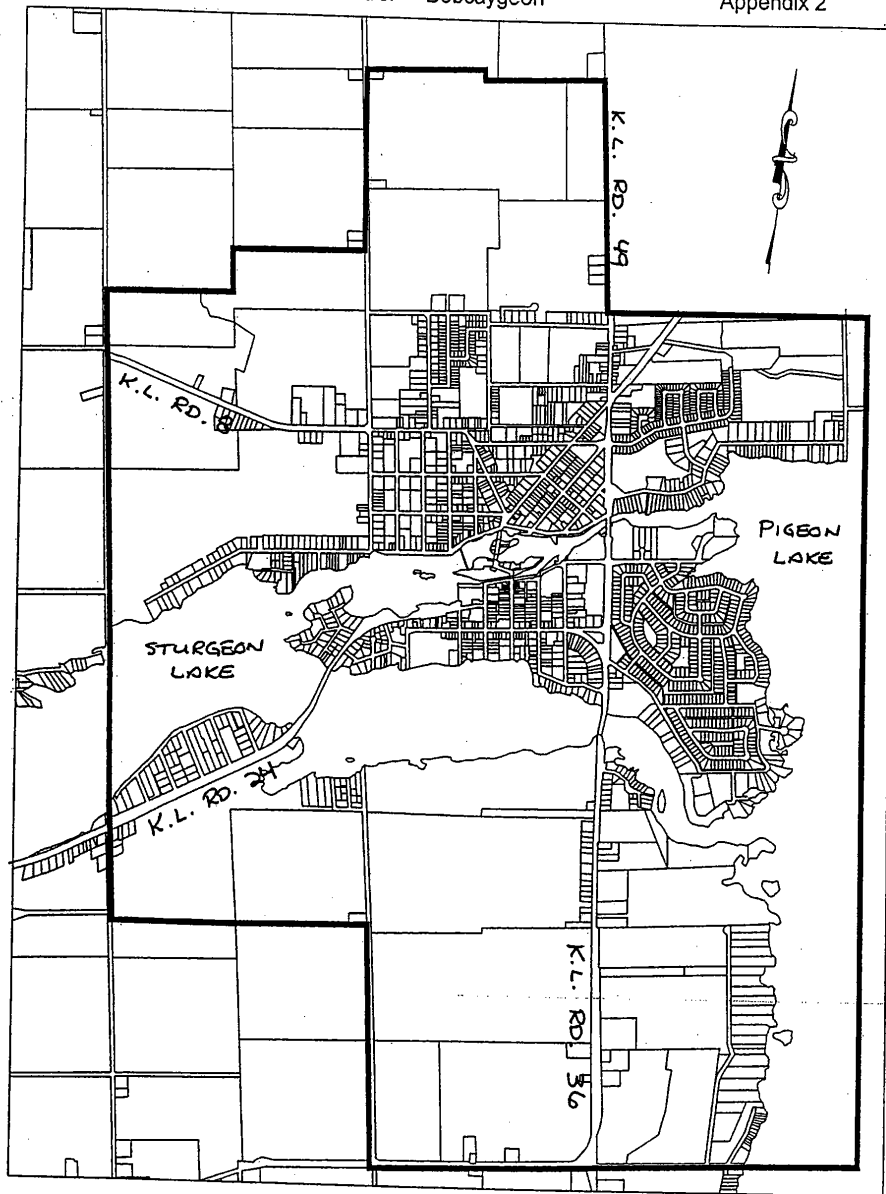 Bobcaygeon
Appendix 2
K.L. RD. 49
K.L. RD. 8
PIGEON
LAKE
STURGEON
LAKE
K.L. RD. 24
K.L. RD. 36